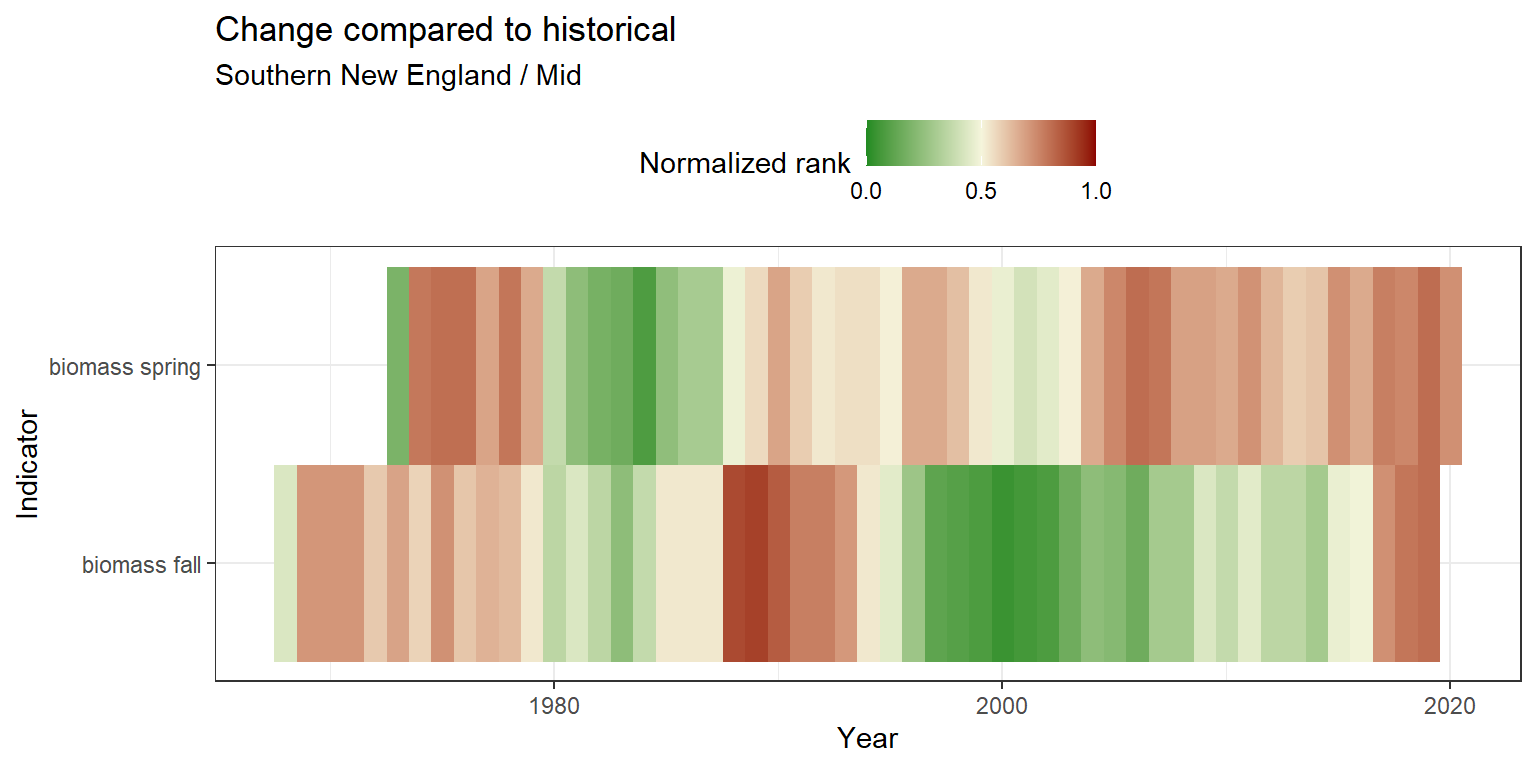 Change compared to historical
Southern New England / Mid
Normalized rank
0.0 0.5 1.0
biomass spring
biomass fall
Indicator
1980 2000 2020
Year